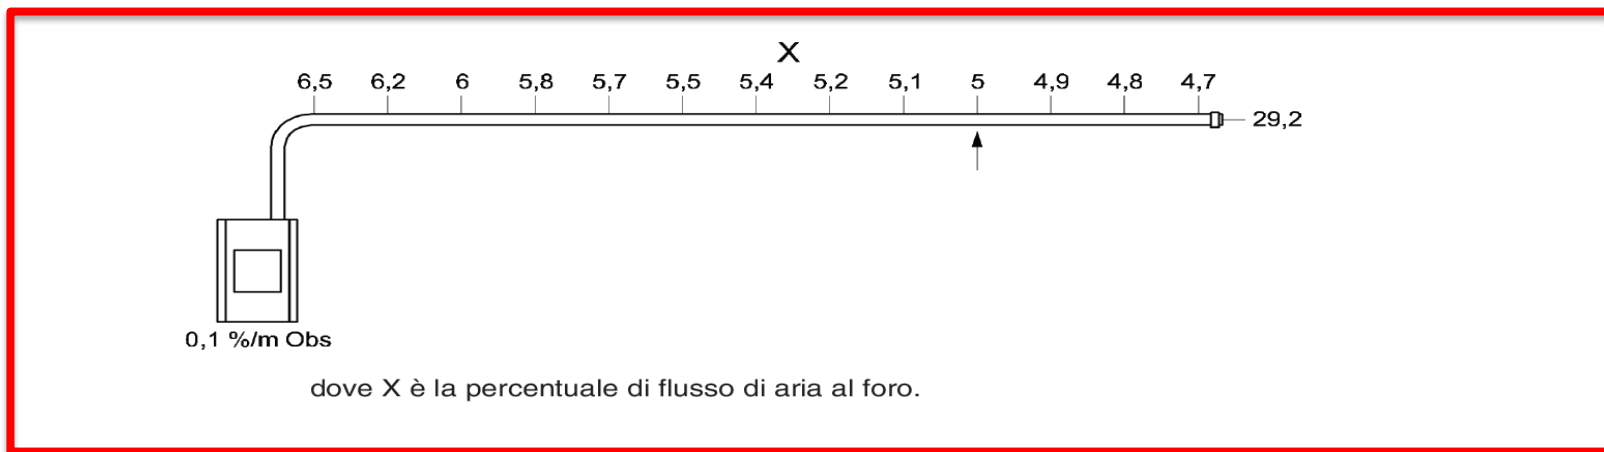 X
6,5 6,2 6 5,8 5,7 5,5 5,4 5,2 5,1 5 4,9 4,8 4,7
29,2
0,1 %/m Obs
dove X è la percentuale di flusso di aria al foro.